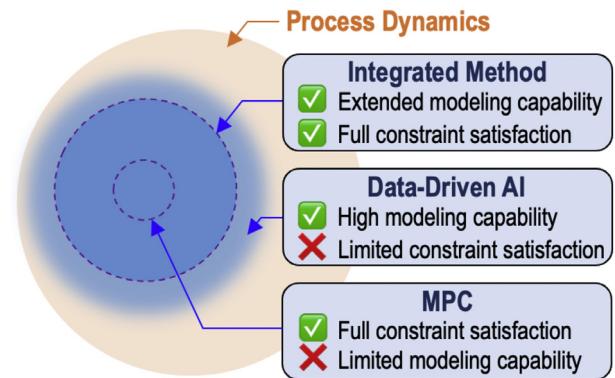 Process Dynamics
Integrated Method
✅ Extended modeling capability
✅ Full constraint satisfaction
Data-Driven AI
✅ High modeling capability
❌ Limited constraint satisfaction
MPC
✅ Full constraint satisfaction
❌ Limited modeling capability